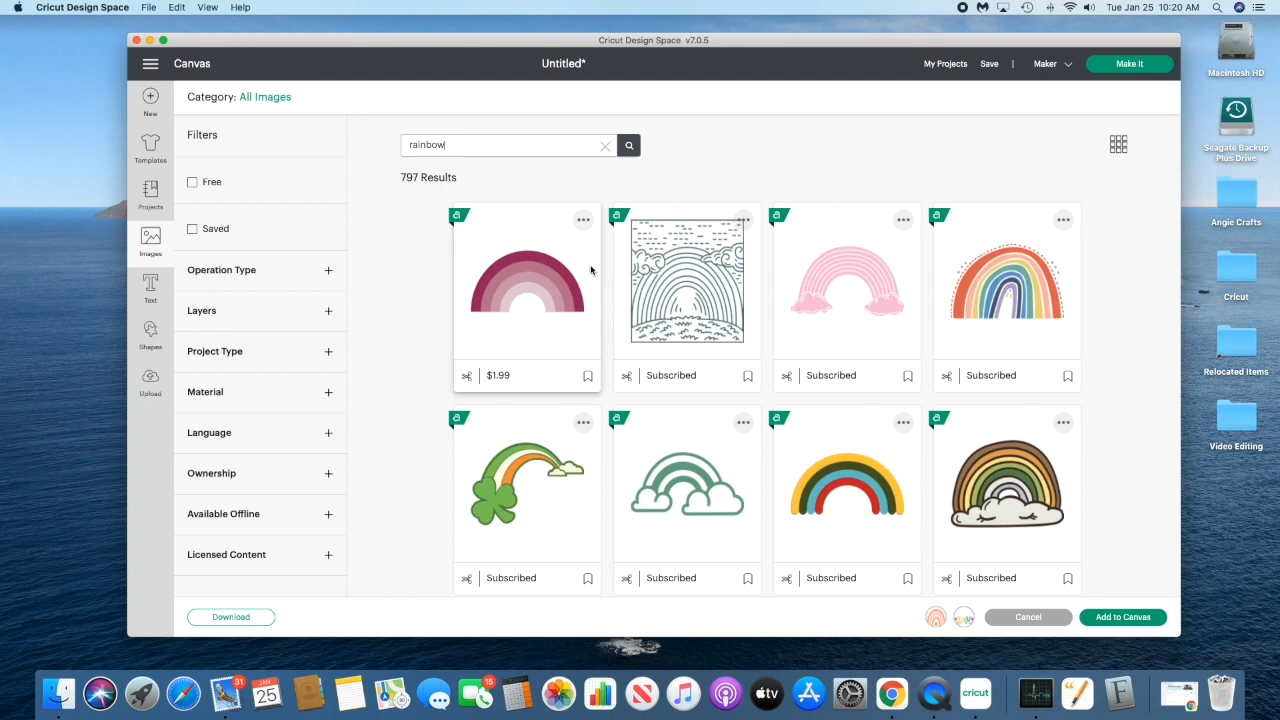 Cricut Design Space File Edit View Help Tue Jan 25 10:20 AM
Cricut Design Space v7.0.5
Canvas Untitled* My Projects Save | Maker Make It
Category: All Images
New
Templates
Projects
Images
Text
Shapes
Upload
Filters
Free
Saved
Operation Type
Layers
Project Type
Material
Language
Ownership
Available Offline
Licensed Content
Download
rainbow
797 Results
$1.99 Subscribed Subscribed Subscribed
Subscribed Subscribed Subscribed Subscribed
Cancel Add to Canvas
Macintosh HD
Seagate Backup
Plus Drive
Angie Crafts
Cricut
Relocated Items
Video Editing
31
JAN
25
15
tv
cricut